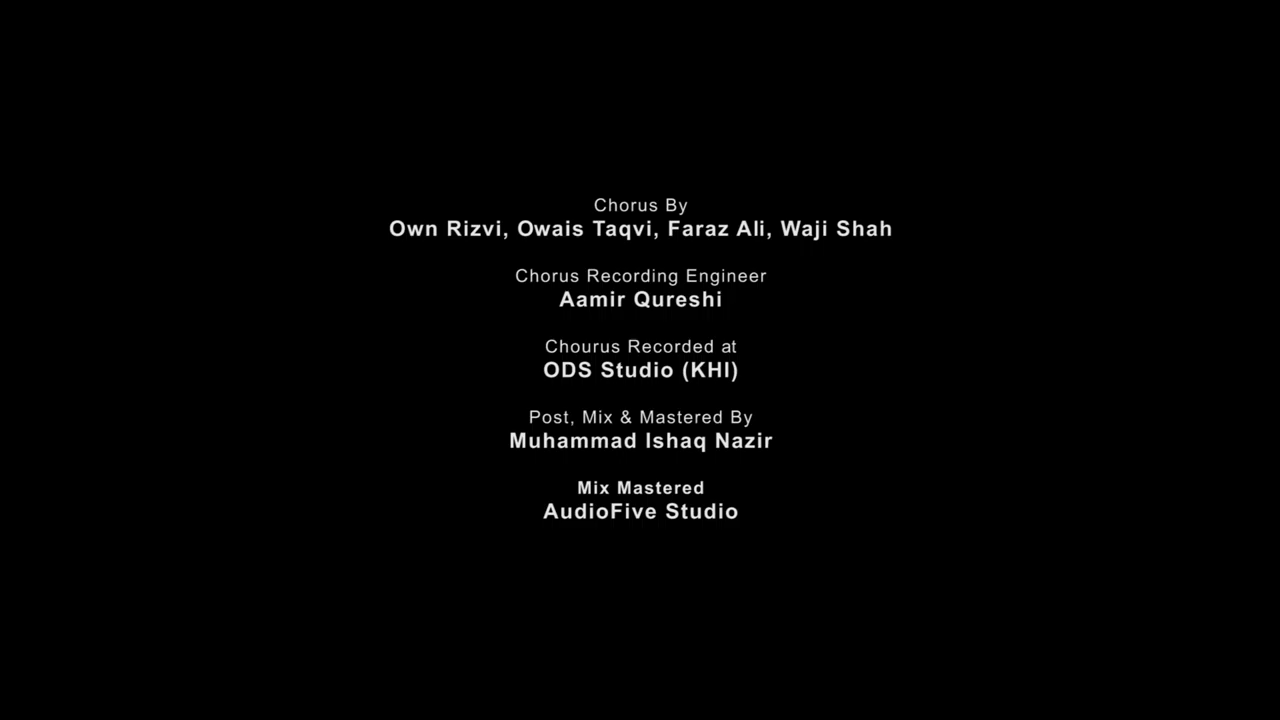 Chorus By
Own Rizvi, Owais Taqvi, Faraz Ali, Waji Shah
Chorus Recording Engineer
Aamir Qureshi
Chourus Recorded at
ODS Studio (KHI)
Post, Mix & Mastered By
Muhammad Ishaq Nazir
Mix Mastered
AudioFive Studio